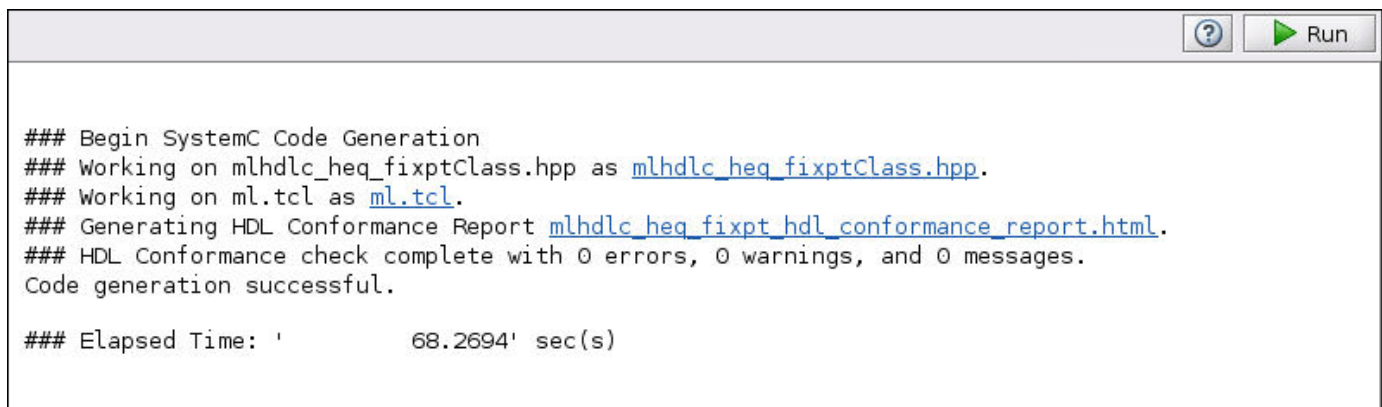 Run
### Begin SystemC Code Generation
### Working on mlhdlc_heq_fixptClass.hpp as mlhdlc_heq_fixptClass.hpp.
### Working on ml.tcl as ml.tcl.
### Generating HDL Conformance Report mlhdlc_heq_fixpt_hdl_conformance_report.html.
### HDL Conformance check complete with 0 errors, 0 warnings, and 0 messages.
Code generation successful.
### Elapsed Time: '          68.2694' sec(s)